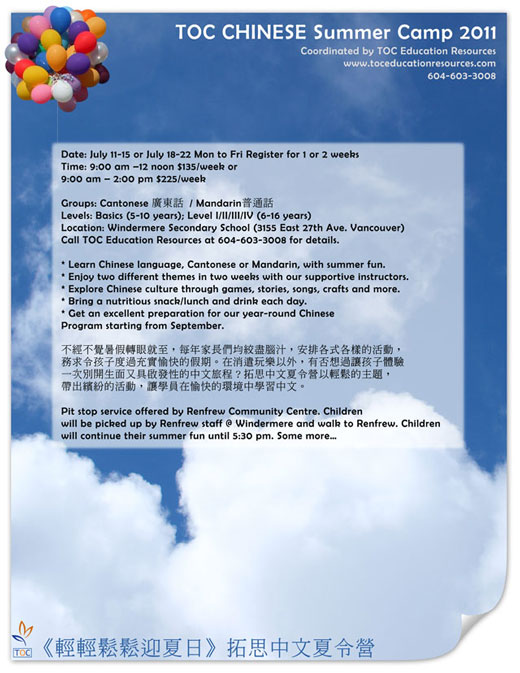 TOC CHINESE Summer Camp 2011
Coordinated by TOC Education Resources
www.toceducationresources.com
604-603-3008
Date: July 11-15 or July 18-22 Mon to Fri Register for 1 or 2 weeks
Time: 9:00 am –12 noon $135/week or
9:00 am – 2:00 pm $225/week
Groups: Cantonese 廣東話 / Mandarin普通話
Levels: Basics (5-10 years); Level I/II/III/IV (6-16 years)
Location: Windermere Secondary School (3155 East 27th Ave. Vancouver)
Call TOC Education Resources at 604-603-3008 for details.
* Learn Chinese language, Cantonese or Mandarin, with summer fun.
* Enjoy two different themes in two weeks with our supportive instructors.
* Explore Chinese culture through games, stories, songs, crafts and more.
* Bring a nutritious snack/lunch and drink each day.
* Get an excellent preparation for our year-round Chinese
Program starting from September.
不經不覺暑假轉眼就至，每年家長們均絞盡腦汁，安排各式各樣的活動，
務求令孩子度過充實愉快的假期。在消遣玩樂以外，有否想過讓孩子體驗
一次別開生面又具啟發性的中文旅程？拓思中文夏令營以輕鬆的主題，
帶出繽紛的活動，讓學員在愉快的環境中學習中文。
Pit stop service offered by Renfrew Community Centre. Children
will be picked up by Renfrew staff @ Windermere and walk to Renfrew. Children
will continue their summer fun until 5:30 pm. Some more...
TOC
《輕輕鬆鬆迎夏日》拓思中文夏令營